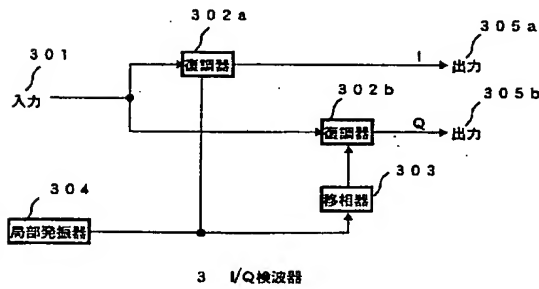 302a
305a
301
復調器
I
出力
入力
302b
305b
復調器
Q
出力
303
304
移相器
局部発振器
3 I/Q検波器